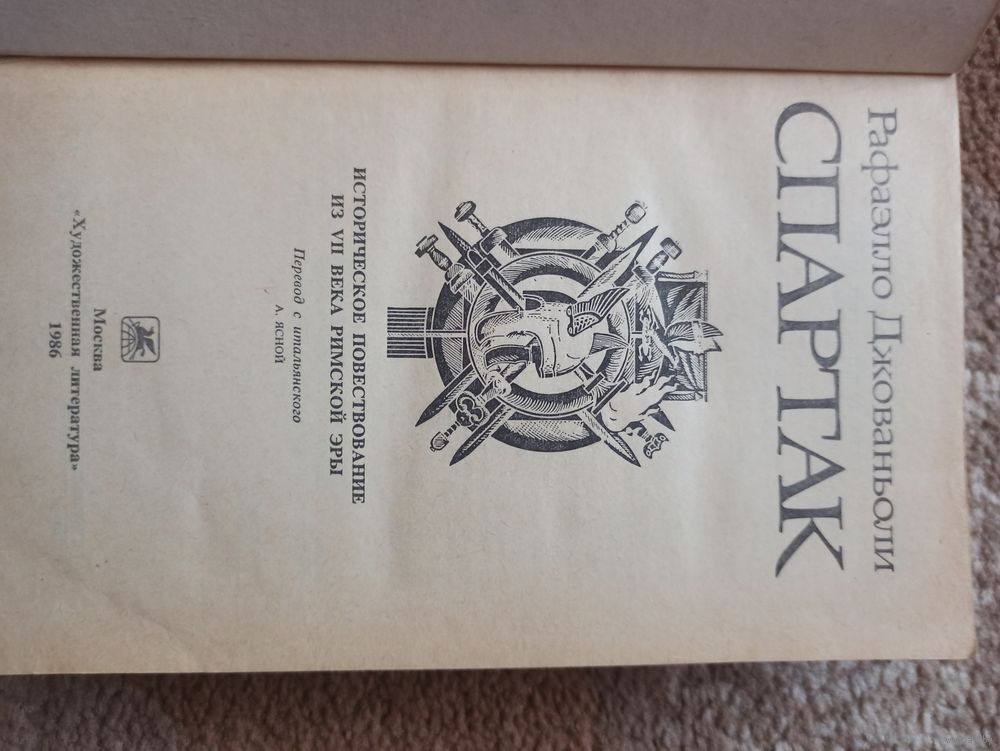 Рафаэлло Джованьоли
СПАРТАК
ИСТОРИЧЕСКОЕ ПОВЕСТВОВАНИЕ
ИЗ VII ВЕКА РИМСКОЙ ЭРЫ
Перевод с итальянского
А. ЯСНОЙ
Москва
«Художественная литература»
1986